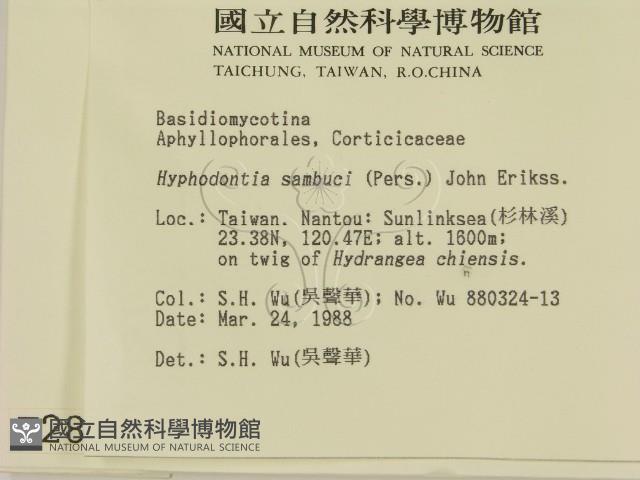 國立自然科學博物館
NATIONAL MUSEUM OF NATURAL SCIENCE
TAICHUNG, TAIWAN, R.O.CHINA
Basidiomycotina
Aphyllophorales, Corticicaceae
Hyphodontia sambuci (Pers.) John Erikss.
Loc.: Taiwan. Nantou: Sunlinksea(杉林溪)
23.38N, 120.47E; alt. 1600m;
on twig of Hydrangea chiensis.
n
Col.: S.H. Wu(吳聲華); No. Wu 880324-13
Date: Mar. 24, 1988
Det.: S.H. Wu(吳聲華)
28
國立自然科學博物館
NATIONAL MUSEUM OF NATURAL SCIENCE